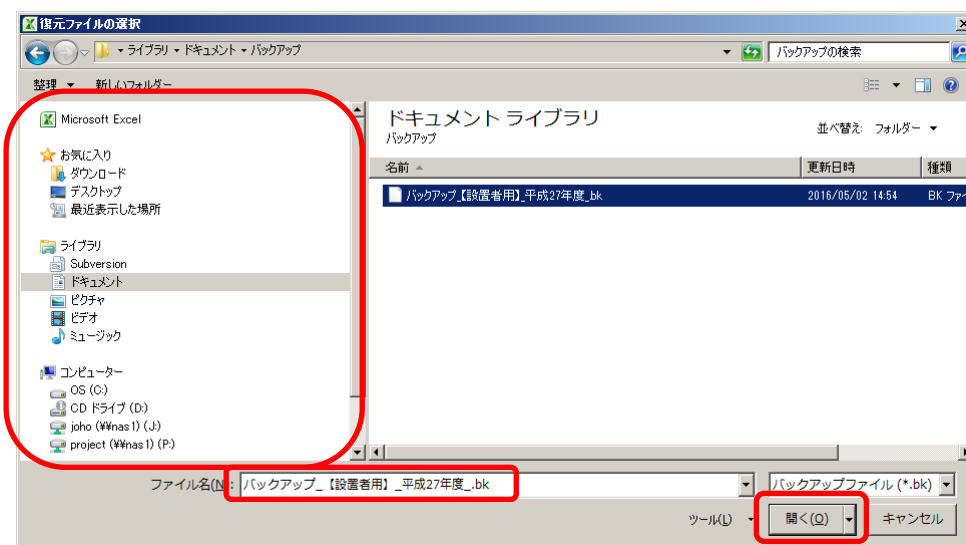 復元ファイルの選択
ライブラリ ドキュメント バックアップ
バックアップの検索
整理 新しいフォルダー
Microsoft Excel
お気に入り
ダウンロード
デスクトップ
最近表示した場所
ライブラリ
Subversion
ドキュメント
ピクチャ
ビデオ
ミュージック
コンピューター
OS (C:)
CD ドライブ (D:)
joho (¥¥nas1) (J:)
project (¥¥nas1) (P:)
ドキュメント ライブラリ
バックアップ
並べ替え: フォルダー
名前 更新日時 種類
バックアップ_【設置者用】_平成27年度_.bk 2016/05/02 14:54 BK ファ
ファイル名(N): バックアップ_【設置者用】_平成27年度_.bk
バックアップファイル (*.bk)
ツール(L) 開く(O) キャンセル